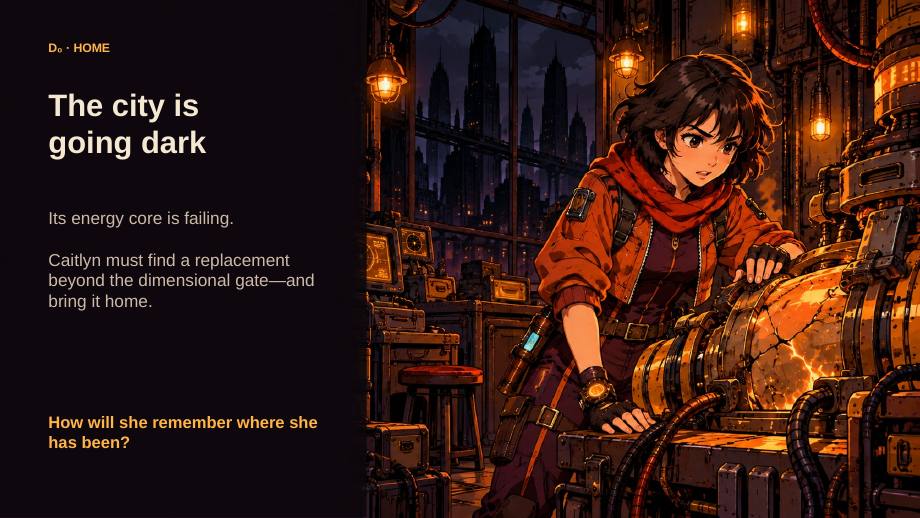 D₀ · HOME
The city is
going dark
Its energy core is failing.
Caitlyn must find a replacement
beyond the dimensional gate—and
bring it home.
How will she remember where she
has been?